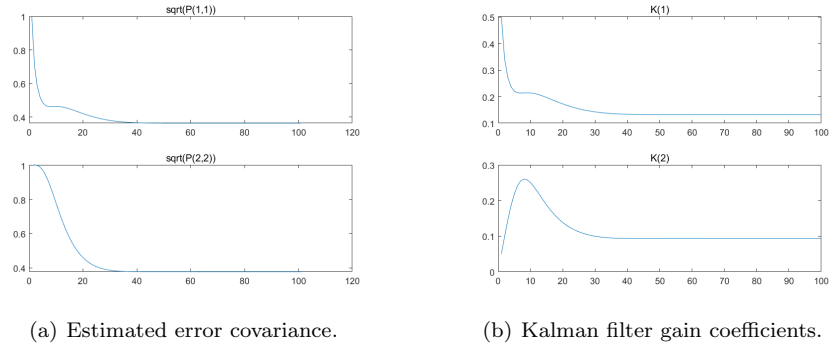 sqrt(P(1,1))
1
0.8
0.6
0.4
0 20 40 60 80 100 120
sqrt(P(2,2))
1
0.8
0.6
0.4
0 20 40 60 80 100 120
(a) Estimated error covariance.
K(1)
0.5
0.4
0.3
0.2
0.1
0 10 20 30 40 50 60 70 80 90 100
K(2)
0.3
0.2
0.1
0
0 10 20 30 40 50 60 70 80 90 100
(b) Kalman filter gain coefficients.